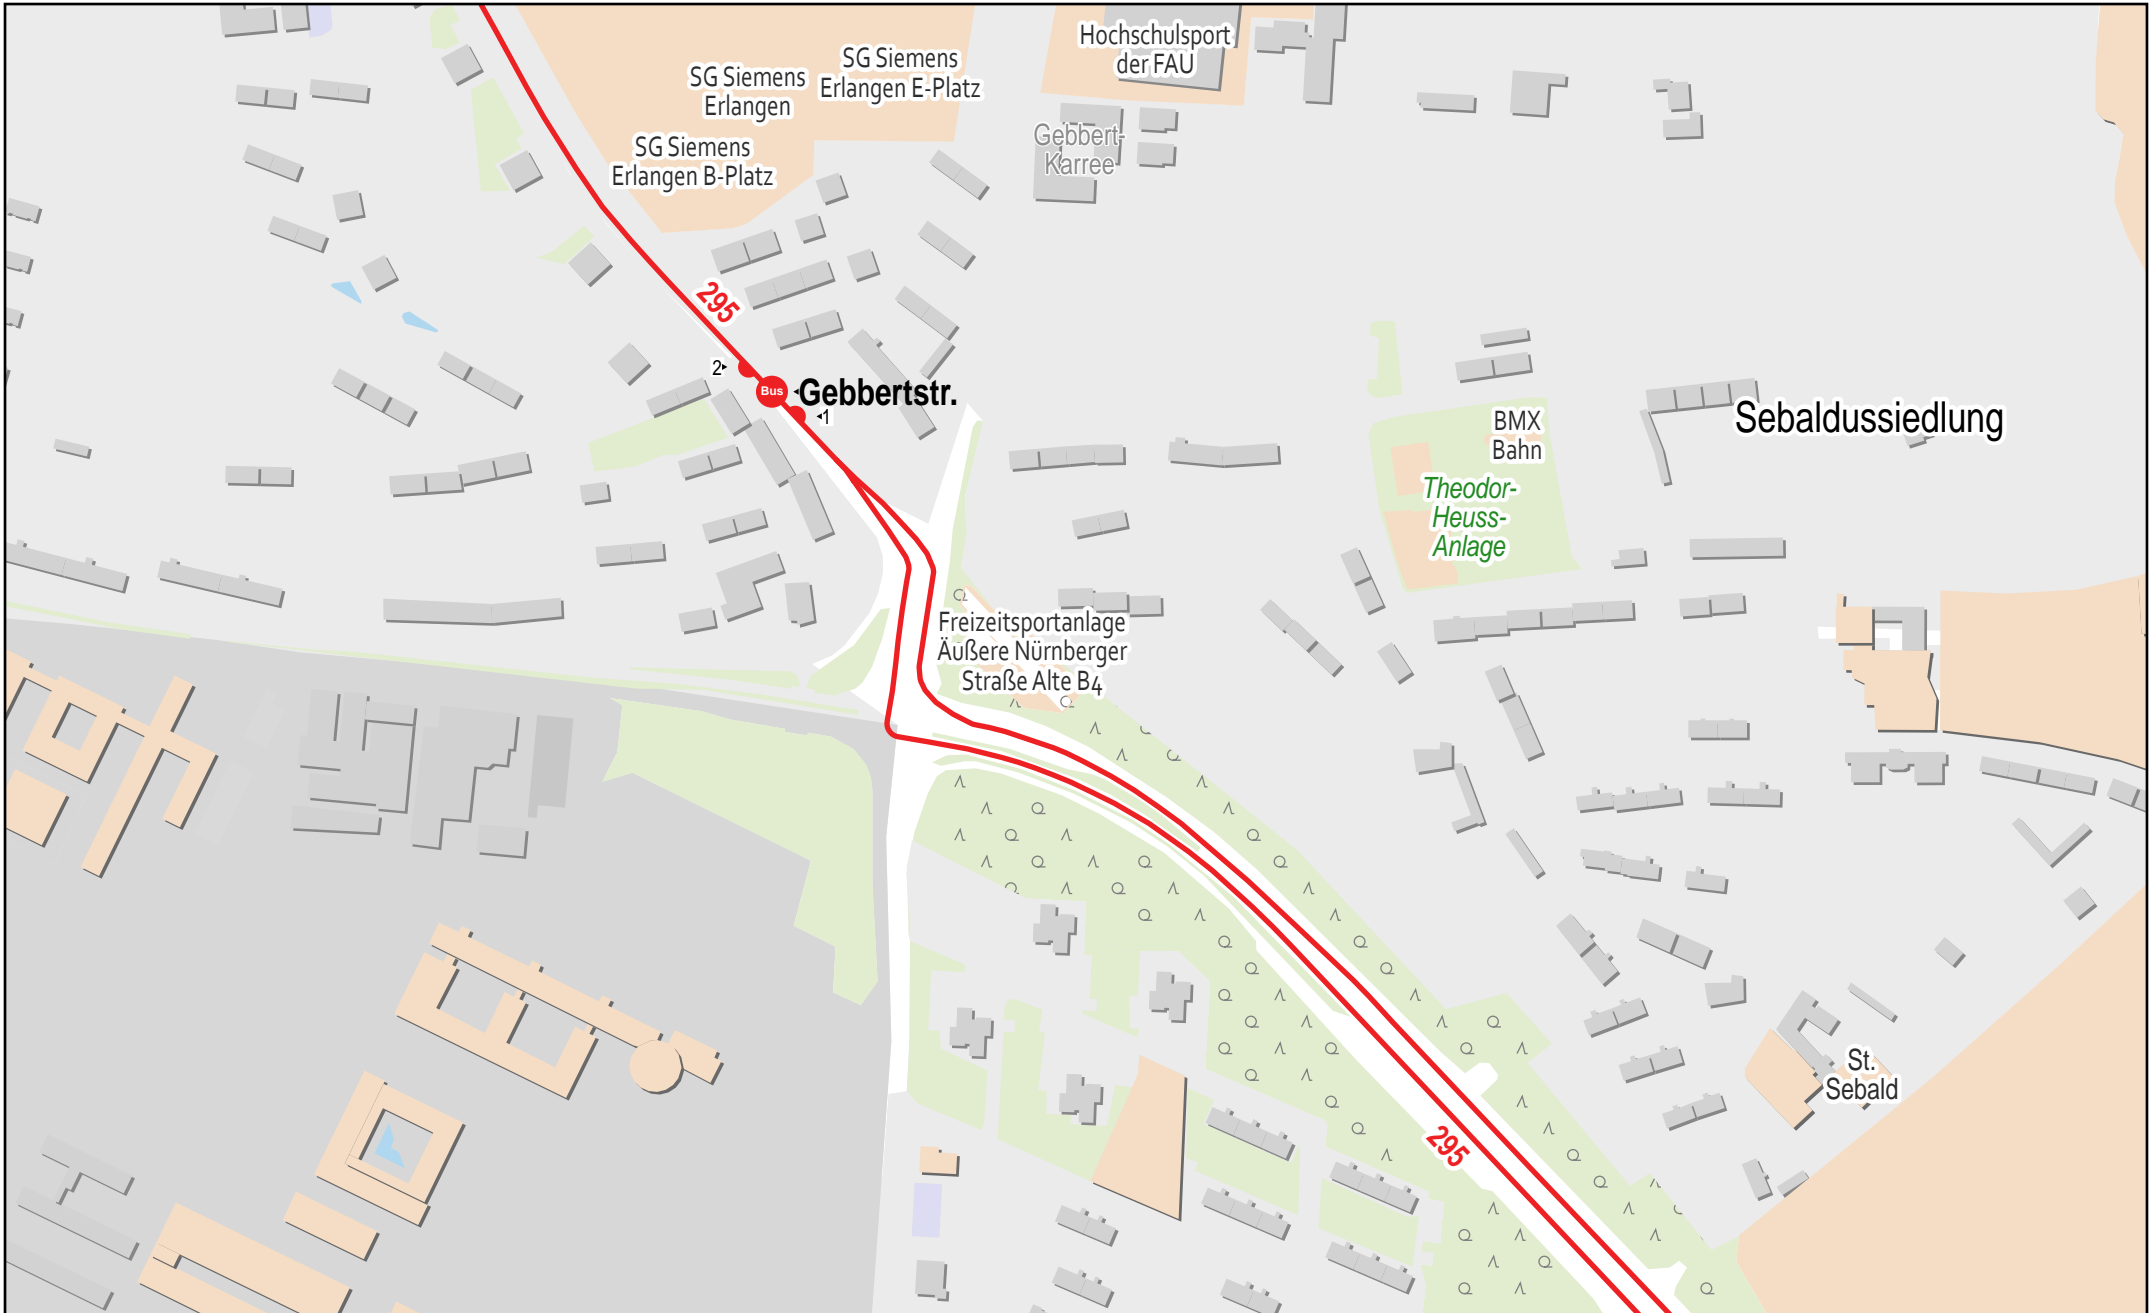 Hochschulsport
der FAU
SG Siemens
Erlangen E-Platz
SG Siemens
Erlangen
SG Siemens
Erlangen B-Platz
Gebbert-
Karree
295
2
Bus
Gebbertstr.
1
BMX
Bahn
Sebaldussiedlung
Theodor-
Heuss-
Anlage
Freizeitsportanlage
Äußere Nürnberger
Straße Alte B4
St.
Sebald
295